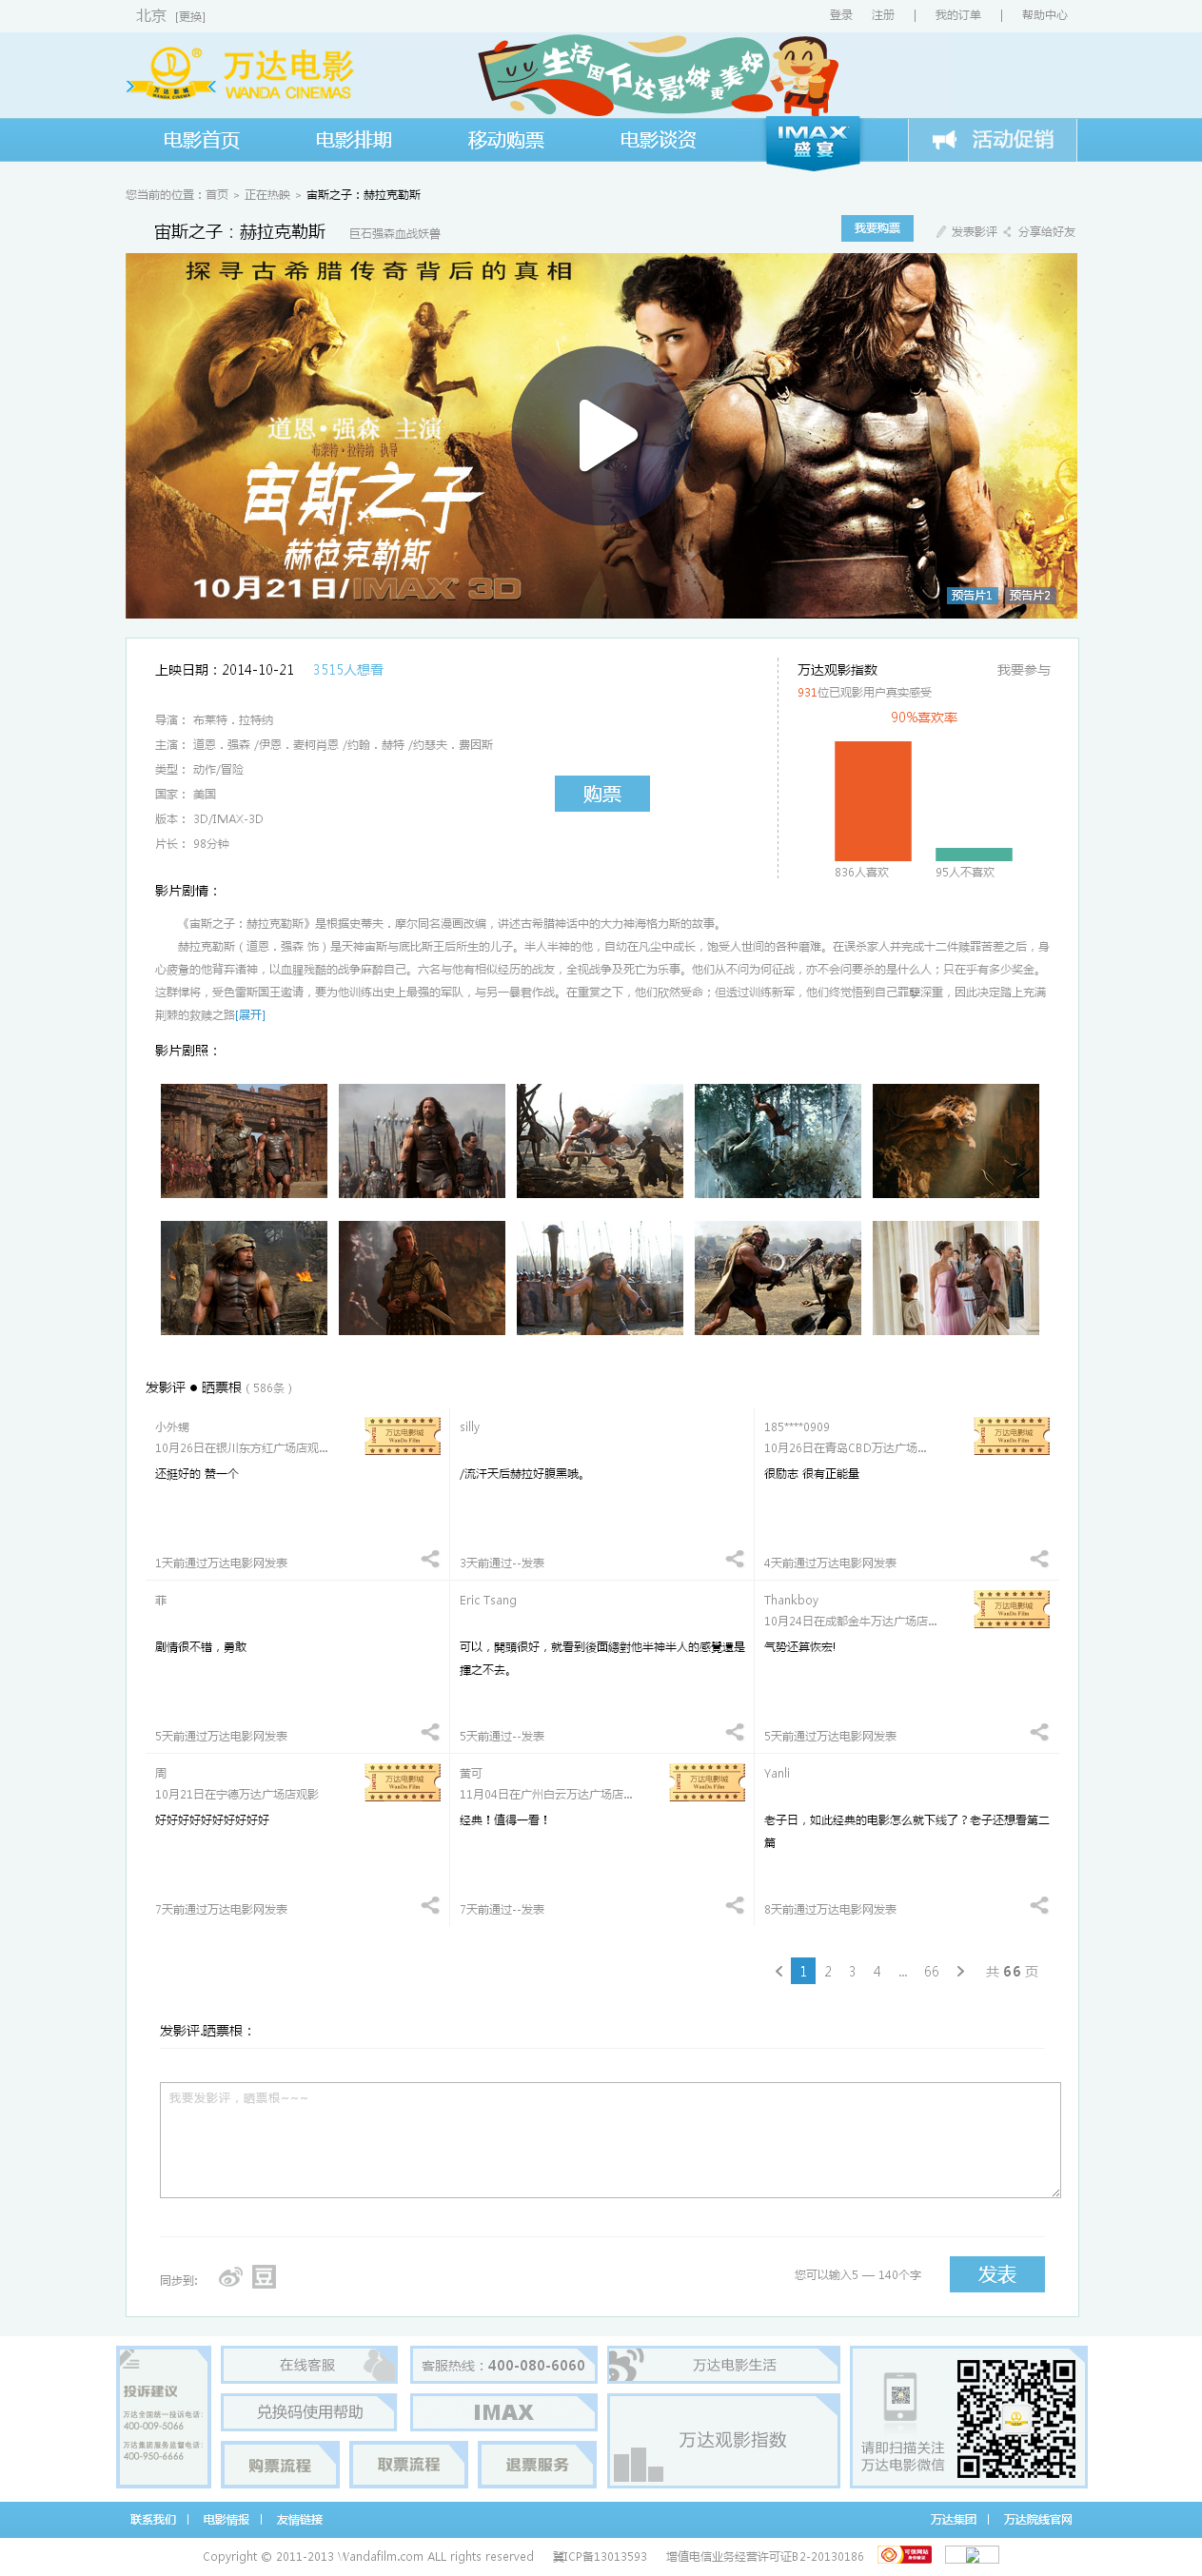 北京 [更换]
登录 注册 | 我的订单 | 帮助中心
万达电影
WANDA CINEMAS
生活因万达影城更美好
电影首页 电影排期 移动购票 电影谈资 IMAX 盛宴 活动促销
您当前的位置：首页 > 正在热映 > 宙斯之子：赫拉克勒斯
宙斯之子：赫拉克勒斯 巨石强森血战妖兽
我要购票 发表影评 分享给好友
探寻古希腊传奇背后的真相
道恩·强森 主演
布莱特·拉特纳 执导
宙斯之子
赫拉克勒斯
10月21日/IMAX 3D
预告片1 预告片2
上映日期：2014-10-21 3515人想看
导演： 布莱特．拉特纳
主演： 道恩．强森 /伊恩．麦柯肖恩 /约翰．赫特 /约瑟夫．费因斯
类型： 动作/冒险
国家： 美国
版本： 3D/IMAX-3D
片长： 98分钟
购票
万达观影指数 我要参与
931位已观影用户真实感受
90%喜欢率
836人喜欢 95人不喜欢
影片剧情：
《宙斯之子：赫拉克勒斯》是根据史蒂夫．摩尔同名漫画改编，讲述古希腊神话中的大力神海格力斯的故事。
赫拉克勒斯（道恩．强森 饰）是天神宙斯与底比斯王后所生的儿子。半人半神的他，自幼在凡尘中成长，饱受人世间的各种磨难。在误杀家人并完成十二件赎罪苦差之后，身
心疲惫的他背弃诸神，以血腥残酷的战争麻醉自己。六名与他有相似经历的战友，全视战争及死亡为乐事。他们从不问为何征战，亦不会问要杀的是什么人；只在乎有多少奖金。
这群悍将，受色雷斯国王邀请，要为他训练出史上最强的军队，与另一暴君作战。在重赏之下，他们欣然受命；但透过训练新军，他们终觉悟到自己罪孽深重，因此决定踏上充满
荆棘的救赎之路[展开]
影片剧照：
发影评 ● 晒票根（586条）
小外甥
10月26日在银川东方红广场店观...
万达电影城
WanDa Film
还挺好的 赞一个
1天前通过万达电影网发表
silly
/流汗天后赫拉好腹黑哦。
3天前通过--发表
185****0909
10月26日在青岛CBD万达广场...
万达电影城
WanDa Film
很励志 很有正能量
4天前通过万达电影网发表
菲
剧情很不错，勇敢
5天前通过万达电影网发表
Eric Tsang
可以，開頭很好，就看到後面總對他半神半人的感覺還是
揮之不去。
5天前通过--发表
Thankboy
10月24日在成都金牛万达广场店...
万达电影城
WanDa Film
气势还算恢宏!
5天前通过万达电影网发表
周
10月21日在宁德万达广场店观影
万达电影城
WanDa Film
好好好好好好好好好好
7天前通过万达电影网发表
菁可
11月04日在广州白云万达广场店...
万达电影城
WanDa Film
经典！值得一看！
7天前通过--发表
Yanli
老子日，如此经典的电影怎么就下线了？老子还想看第二
篇
8天前通过万达电影网发表
1 2 3 4 ... 66 共 66 页
发影评.晒票根：
我要发影评，晒票根~~~
同步到: 豆
您可以输入5 — 140个字 发表
投诉建议
万达全国统一投诉电话：
400-009-5066
万达集团服务监督电话：
400-950-6666
在线客服
客服热线：400-080-6060
兑换码使用帮助
IMAX
购票流程 取票流程 退票服务
万达电影生活
万达观影指数
请即扫描关注
万达电影微信
联系我们 | 电影情报 | 友情链接
万达集团 | 万达院线官网
Copyright © 2011-2013 Wandafilm.com ALL rights reserved 冀ICP备13013593 增值电信业务经营许可证B2-20130186
可信网站